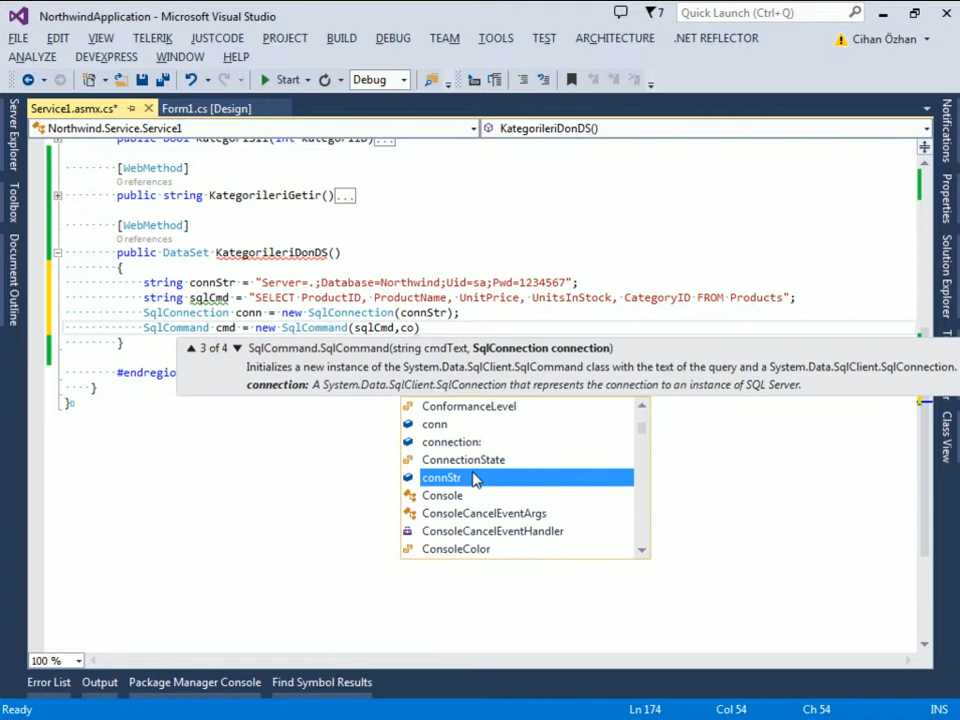 NorthwindApplication - Microsoft Visual Studio
7
Quick Launch (Ctrl+Q)
FILE EDIT VIEW TELERIK JUSTCODE PROJECT BUILD DEBUG TEAM TOOLS TEST ARCHITECTURE .NET REFLECTOR
Cihan Özhan
ANALYZE DEVEXPRESS WINDOW HELP
Start
Debug
Service1.asmx.cs*
Form1.cs [Design]
Northwind.Service.Service1
KategorileriDonDS()
Server Explorer
Toolbox
Document Outline
[WebMethod]
0 references
public string KategorileriGetir()...
[WebMethod]
0 references
public DataSet KategorileriDonDS()
{
string connStr = "Server=.;Database=Northwind;Uid=sa;Pwd=1234567";
string sqlCmd = "SELECT ProductID, ProductName, UnitPrice, UnitsInStock, CategoryID FROM Products";
SqlConnection conn = new SqlConnection(connStr);
SqlCommand cmd = new SqlCommand(sqlCmd,co)
}
3 of 4 SqlCommand.SqlCommand(string cmdText, SqlConnection connection)
Initializes a new instance of the System.Data.SqlClient.SqlCommand class with the text of the query and a System.Data.SqlClient.SqlConnection.
connection: A System.Data.SqlClient.SqlConnection that represents the connection to an instance of SQL Server.
#endregion
}
}
ConformanceLevel
conn
connection:
ConnectionState
connStr
Console
ConsoleCancelEventArgs
ConsoleCancelEventHandler
ConsoleColor
Notifications
Properties
Solution Explorer
Team Explorer
Class View
100 %
Error List Output Package Manager Console Find Symbol Results
Ready
Ln 174 Col 54 Ch 54 INS